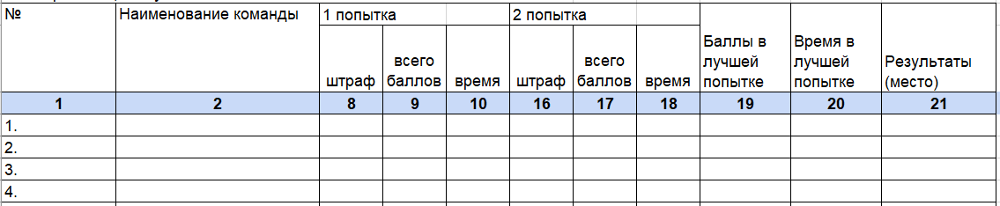 № Наименование команды 1 попытка 2 попытка
штраф всего баллов время штраф всего баллов время Баллы в лучшей попытке Время в лучшей попытке Результаты (место)
1 2 8 9 10 16 17 18 19 20 21
1.
2.
3.
4.